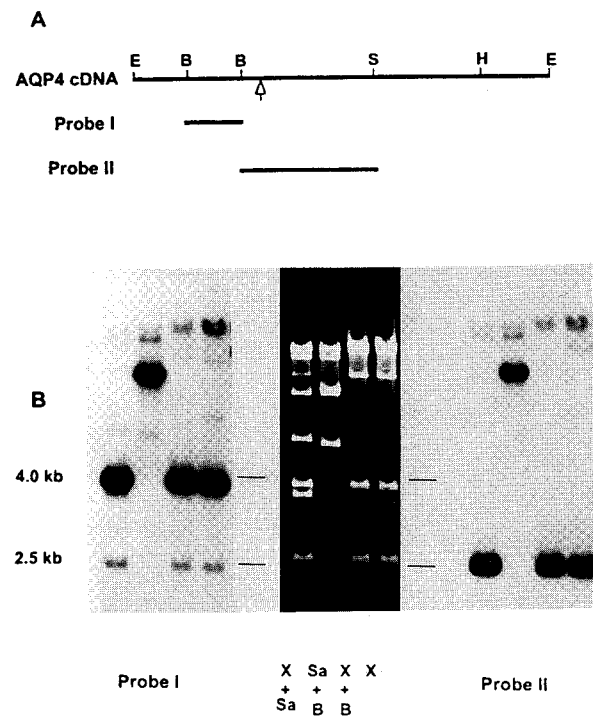 A
E B B S H E
AQP4 cDNA
Probe I
Probe II
B
4.0 kb
2.5 kb
Probe I
X Sa X X
+ + +
Sa B B
Probe II